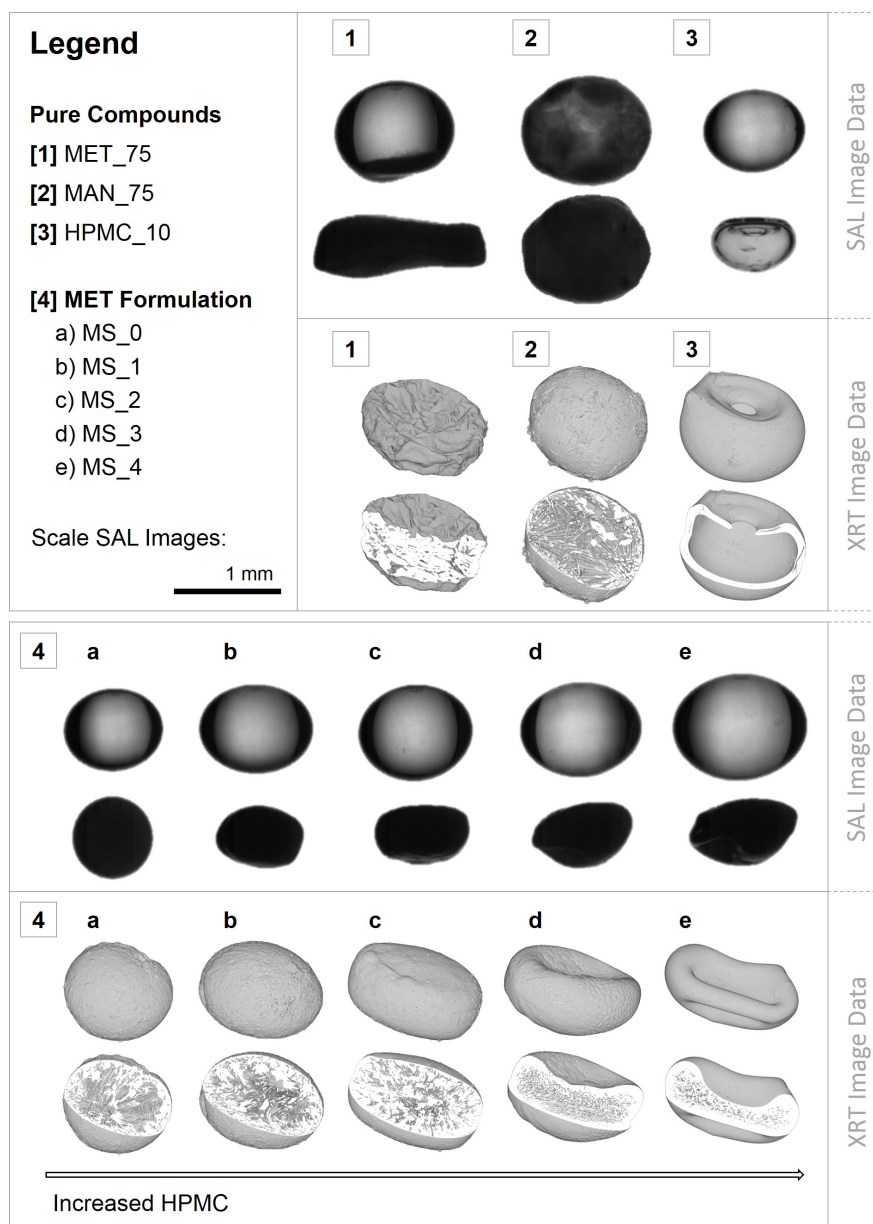 Legend
Pure Compounds
[1] MET_75
[2] MAN_75
[3] HPMC_10
[4] MET Formulation
a) MS_0
b) MS_1
c) MS_2
d) MS_3
e) MS_4
Scale SAL Images:
1 mm
1 2 3
SAL Image Data
1 2 3
XRT Image Data
4 a b c d e
SAL Image Data
4 a b c d e
XRT Image Data
Increased HPMC